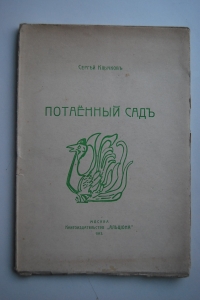 Сергѣй Клычковъ
ПОТАЁННЫЙ САДЪ
МОСКВА